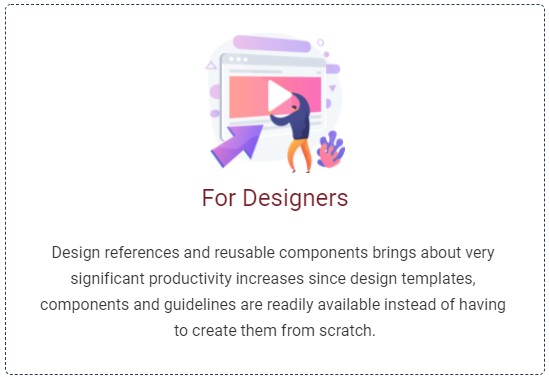 For Designers
Design references and reusable components brings about very
significant productivity increases since design templates,
components and guidelines are readily available instead of having
to create them from scratch.